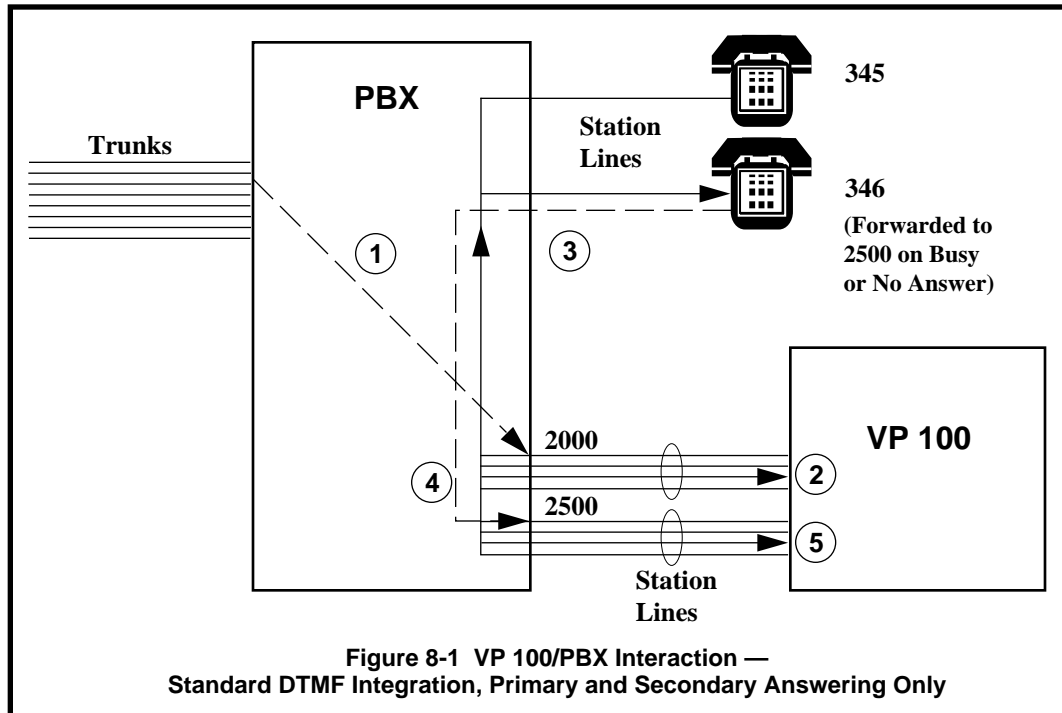 PBX
345
Trunks
Station
Lines
346
(Forwarded to
2500 on Busy
or No Answer)
1
3
2000
VP 100
2
4
2500
5
Station
Lines
Figure 8-1 VP 100/PBX Interaction —
Standard DTMF Integration, Primary and Secondary Answering Only